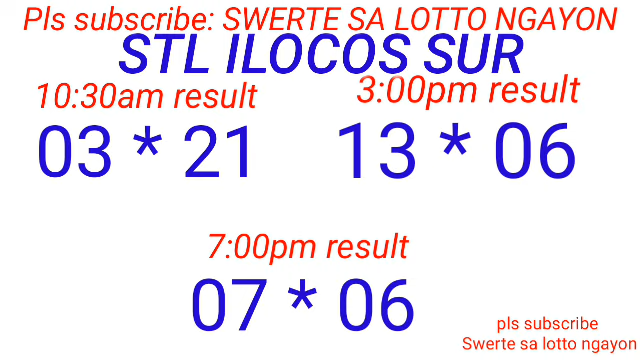 Pls subscribe: SWERTE SA LOTTO NGAYON
STL ILOCOS SUR
10:30am result
03 * 21
3:00pm result
13 * 06
7:00pm result
07 * 06
pls subscribe
Swerte sa lotto ngayon